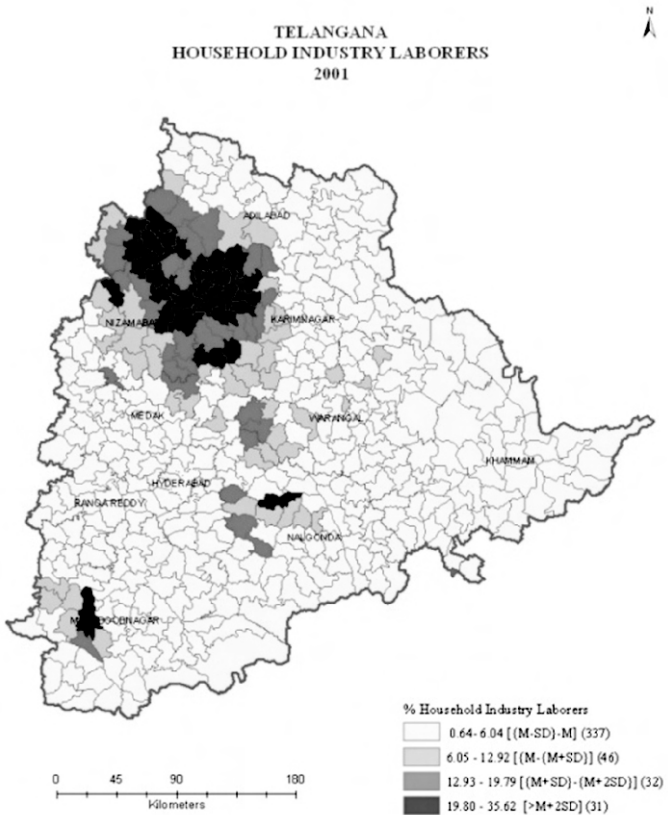 N
TELANGANA
HOUSEHOLD INDUSTRY LABORERS
2001
ADILABAD
NIZAMABA
KARIMNAGAR
MEDAK
WARANGAL
KHAMMAM
HYDERABAD
RANGA REDDY
NALGONDA
% Household Industry Laborers
0.64- 6.04 [(M-SD)-M] (337)
6.05 - 12.92 [(M-(M+SD)] (46)
12.93 - 19.79 [(M+SD)-(M+2SD)] (32)
19.80 - 35.62 [>M+2SD] (31)
0 45 90 180
Kilometers